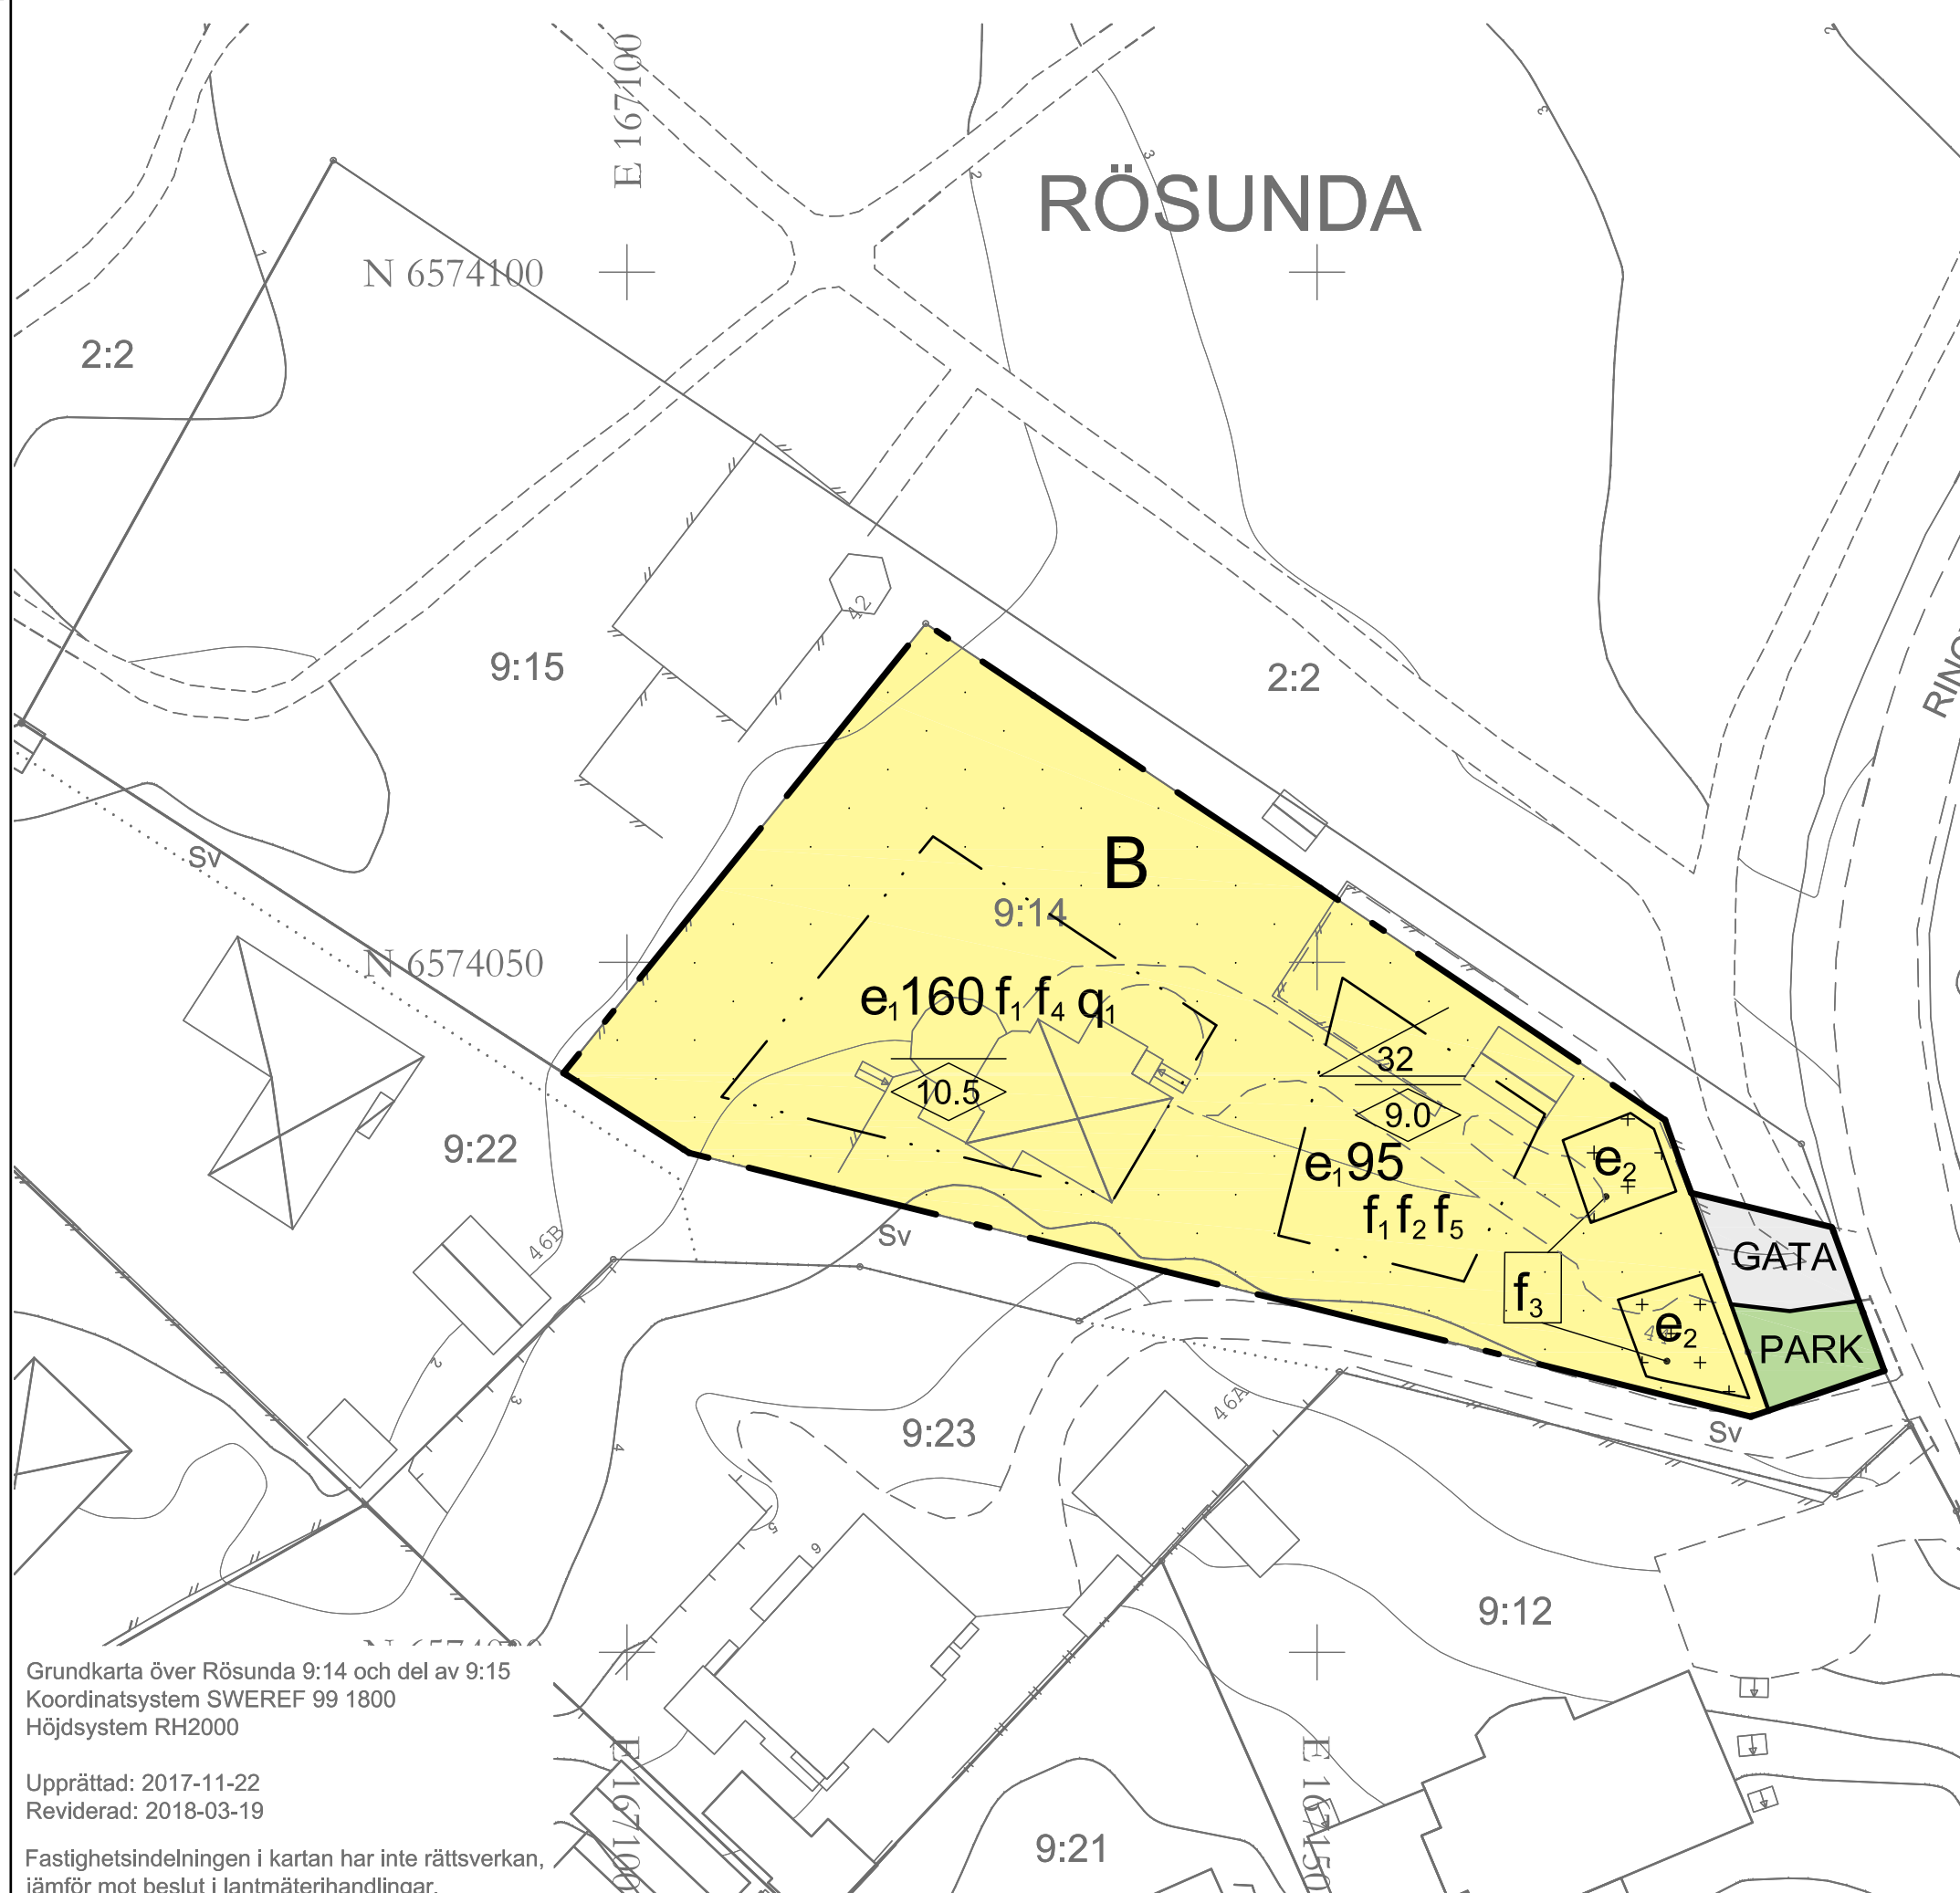 E 167100
RÖSUNDA
N 6574100
2:2
9:15
42
2:2
B
9:14
Sv
N 6574050
e₁160 f₁ f₄ q₁
32
10.5
9.0
9:22
e₁95
e₂
f₁ f₂ f₅
46B
Sv
GATA
f₃
e₂
PARK
46A
9:23
Sv
9:12
Grundkarta över Rösunda 9:14 och del av 9:15
Koordinatsystem SWEREF 99 1800
Höjdsystem RH2000
Upprättad: 2017-11-22
Reviderad: 2018-03-19
E 167100
E 167150
9:21
Fastighetsindelningen i kartan har inte rättsverkan,
jämför mot beslut i lantmäterihandlingar.